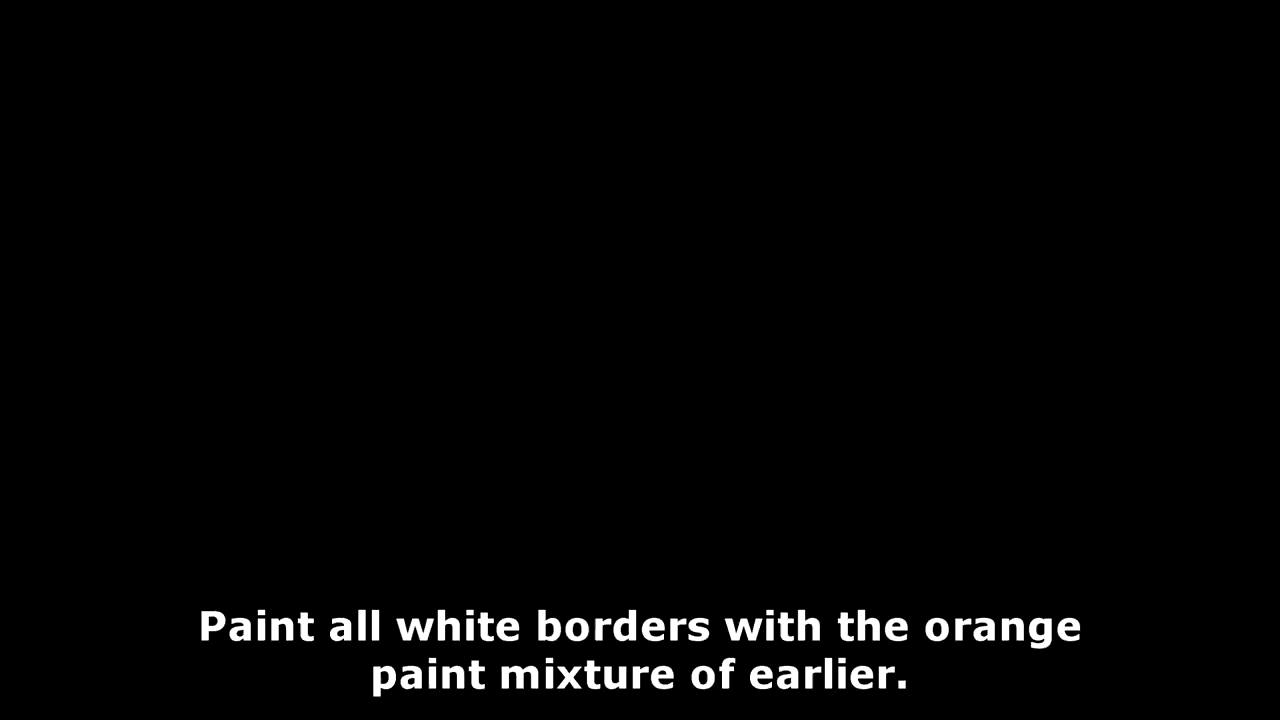 Paint all white borders with the orange
paint mixture of earlier.